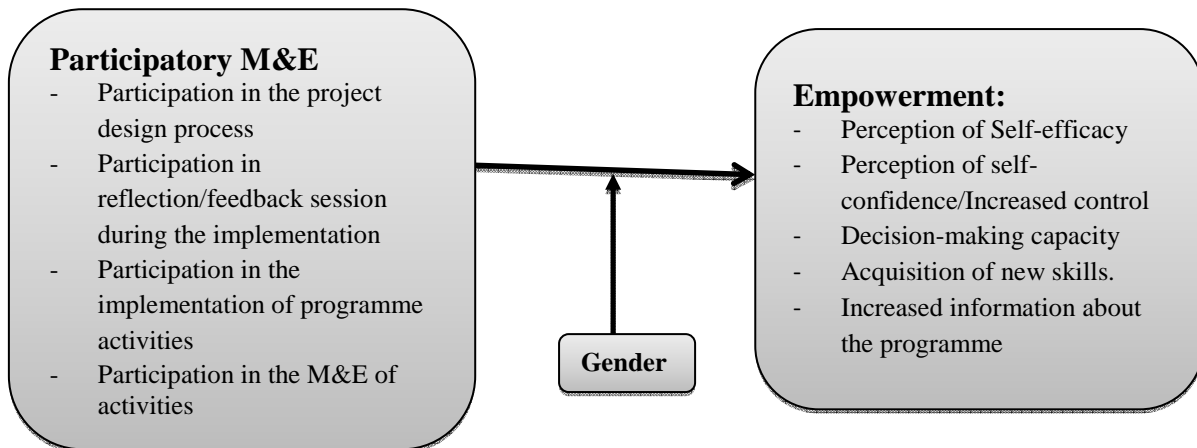 Participatory M&E
- Participation in the project
design process
- Participation in
reflection/feedback session
during the implementation
- Participation in the
implementation of programme
activities
- Participation in the M&E of
activities
Gender
Empowerment:
- Perception of Self-efficacy
- Perception of self-
confidence/Increased control
- Decision-making capacity
- Acquisition of new skills.
- Increased information about
the programme